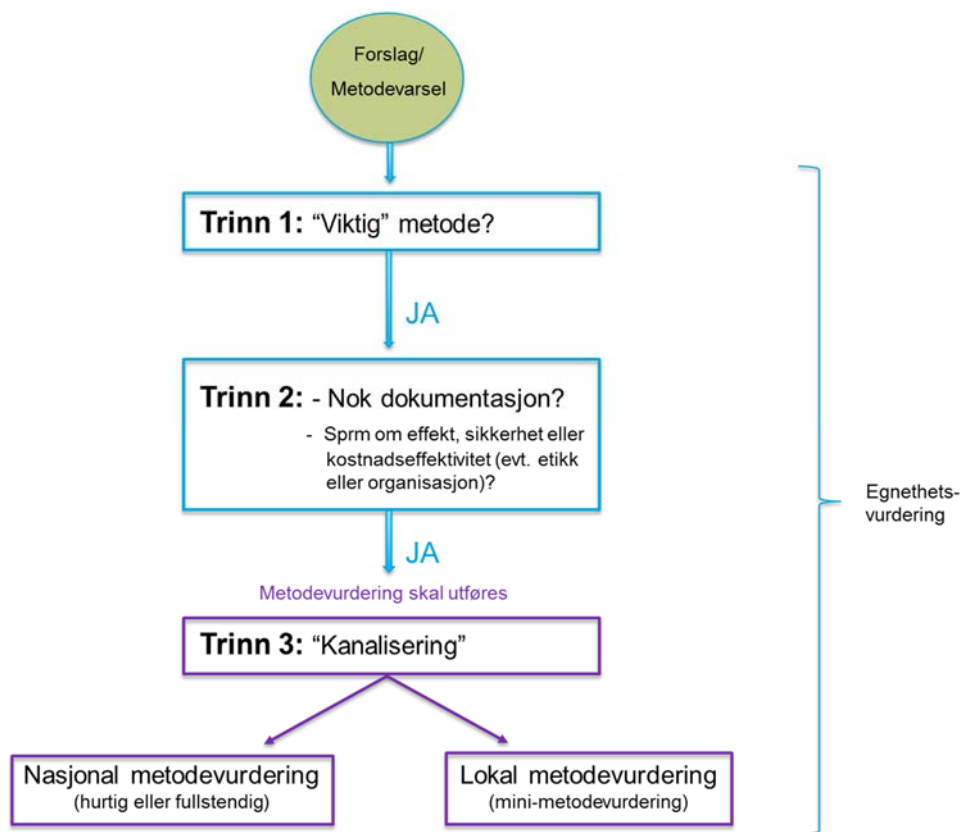 Forslag/
Metodevarsel
Trinn 1: “Viktig” metode?
JA
Trinn 2: - Nok dokumentasjon?
- Sprm om effekt, sikkerhet eller
kostnadseffektivitet (evt. etikk
eller organisasjon)?
Egnethets-
vurdering
JA
Metodevurdering skal utføres
Trinn 3: “Kanalisering”
Nasjonal metodevurdering
(hurtig eller fullstendig)
Lokal metodevurdering
(mini-metodevurdering)